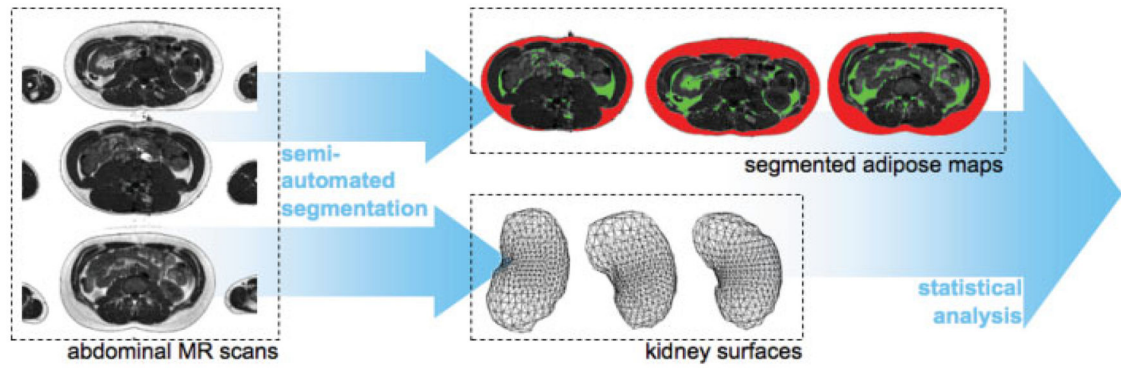 semi-
automated
segmentation
segmented adipose maps
statistical
analysis
abdominal MR scans
kidney surfaces